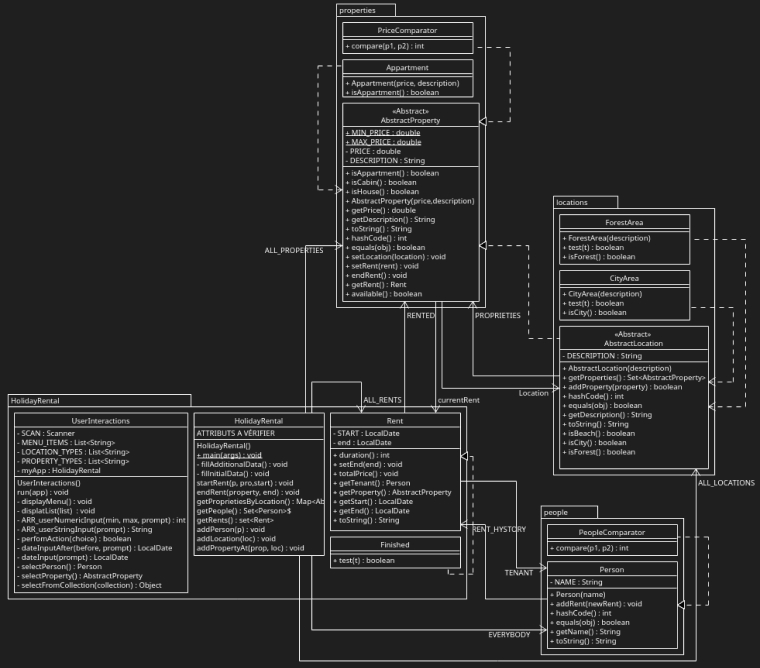 properties
PriceComparator
+ compare(p1, p2) : int
Appartment
+ Appartment(price, description)
+ isAppartment() : boolean
«Abstract»
AbstractProperty
+ MIN_PRICE : double
+ MAX_PRICE : double
- PRICE : double
- DESCRIPTION : String
+ isAppartment() : boolean
+ isCabin() : boolean
+ isHouse() : boolean
+ AbstractProperty(price,description)
+ getPrice() : double
+ getDescription() : String
+ toString() : String
+ hashCode() : int
+ equals(obj) : boolean
+ setLocation(location) : void
+ setRent(rent) : void
+ endRent() : void
+ getRent() : Rent
+ available() : boolean
locations
ForestArea
+ ForestArea(description)
+ test(t) : boolean
+ isForest() : boolean
CityArea
+ CityArea(description)
+ test(t) : boolean
+ isCity() : boolean
«Abstract»
AbstractLocation
- DESCRIPTION : String
+ AbstractLocation(description)
+ getProperties() : Set<AbstractProperty>
+ addProperty(property) : boolean
+ hashCode() : int
+ equals(obj) : boolean
+ getDescription() : String
+ toString() : String
+ isBeach() : boolean
+ isCity() : boolean
+ isForest() : boolean
ALL_PROPERTIES
RENTED
PROPRIETIES
ALL_RENTS
currentRent
Location
ALL_LOCATIONS
HolidayRental
UserInteractions
- SCAN : Scanner
- MENU_ITEMS : List<String>
- LOCATION_TYPES : List<String>
- PROPERTY_TYPES : List<String>
- myApp : HolidayRental
UserInteractions()
run(app) : void
- displayMenu() : void
- displatList(list) : void
- ARR_userNumericInput(min, max, prompt) : int
- ARR_userStringInput(prompt) : String
- perfomAction(choice) : boolean
- dateInputAfter(before, prompt) : LocalDate
- dateInput(prompt) : LocalDate
- selectPerson() : Person
- selectProperty() : AbstractProperty
- selectFromCollection(collection) : Object
HolidayRental
ATTRIBUTS A VÉRIFIER
HolidayRental()
+ main(args) : void
- fillAdditionalData() : void
- fillInitialData() : void
startRent(p, pro,start) : void
endRent(property, end) : void
getProprietiesByLocation() : Map<Ab
getPeople() : Set<Person>$
getRents() : set<Rent>
addPerson(p) : void
addLocation(loc) : void
addPropertyAt(prop, loc) : void
Rent
- START : LocalDate
- end : LocalDate
+ duration() : int
+ setEnd(end) : void
+ totalPrice() : void
+ getTenant() : Person
+ getProperty() : AbstractProperty
+ getStart() : LocalDate
+ getEnd() : LocalDate
+ toString() : String
Finished
+ test(t) : boolean
RENT_HYSTORY
TENANT
EVERYBODY
people
PeopleComparator
+ compare(p1, p2) : int
Person
- NAME : String
+ Person(name)
+ addRent(newRent) : void
+ hashCode() : int
+ equals(obj) : boolean
+ getName() : String
+ toString() : String